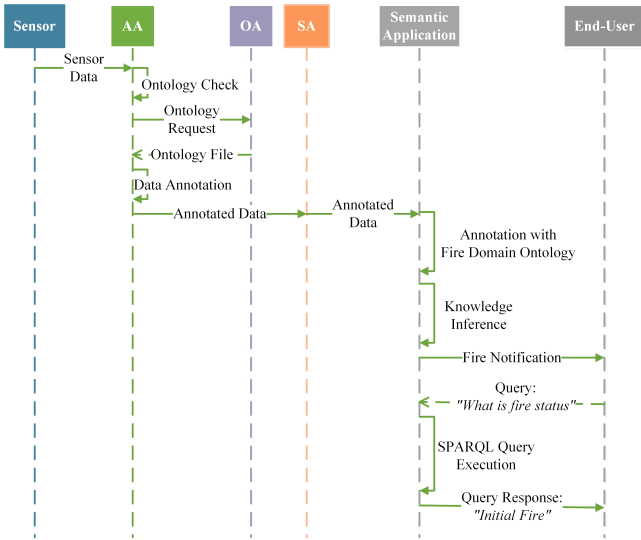 Sensor
AA
OA
SA
Semantic
Application
End-User
Sensor
Data
Ontology Check
Ontology
Request
Ontology File
Data Annotation
Annotated Data
Annotated
Data
Annotation with
Fire Domain Ontology
Knowledge
Inference
Fire Notification
Query:
"What is fire status"
SPARQL Query
Execution
Query Response:
"Initial Fire"